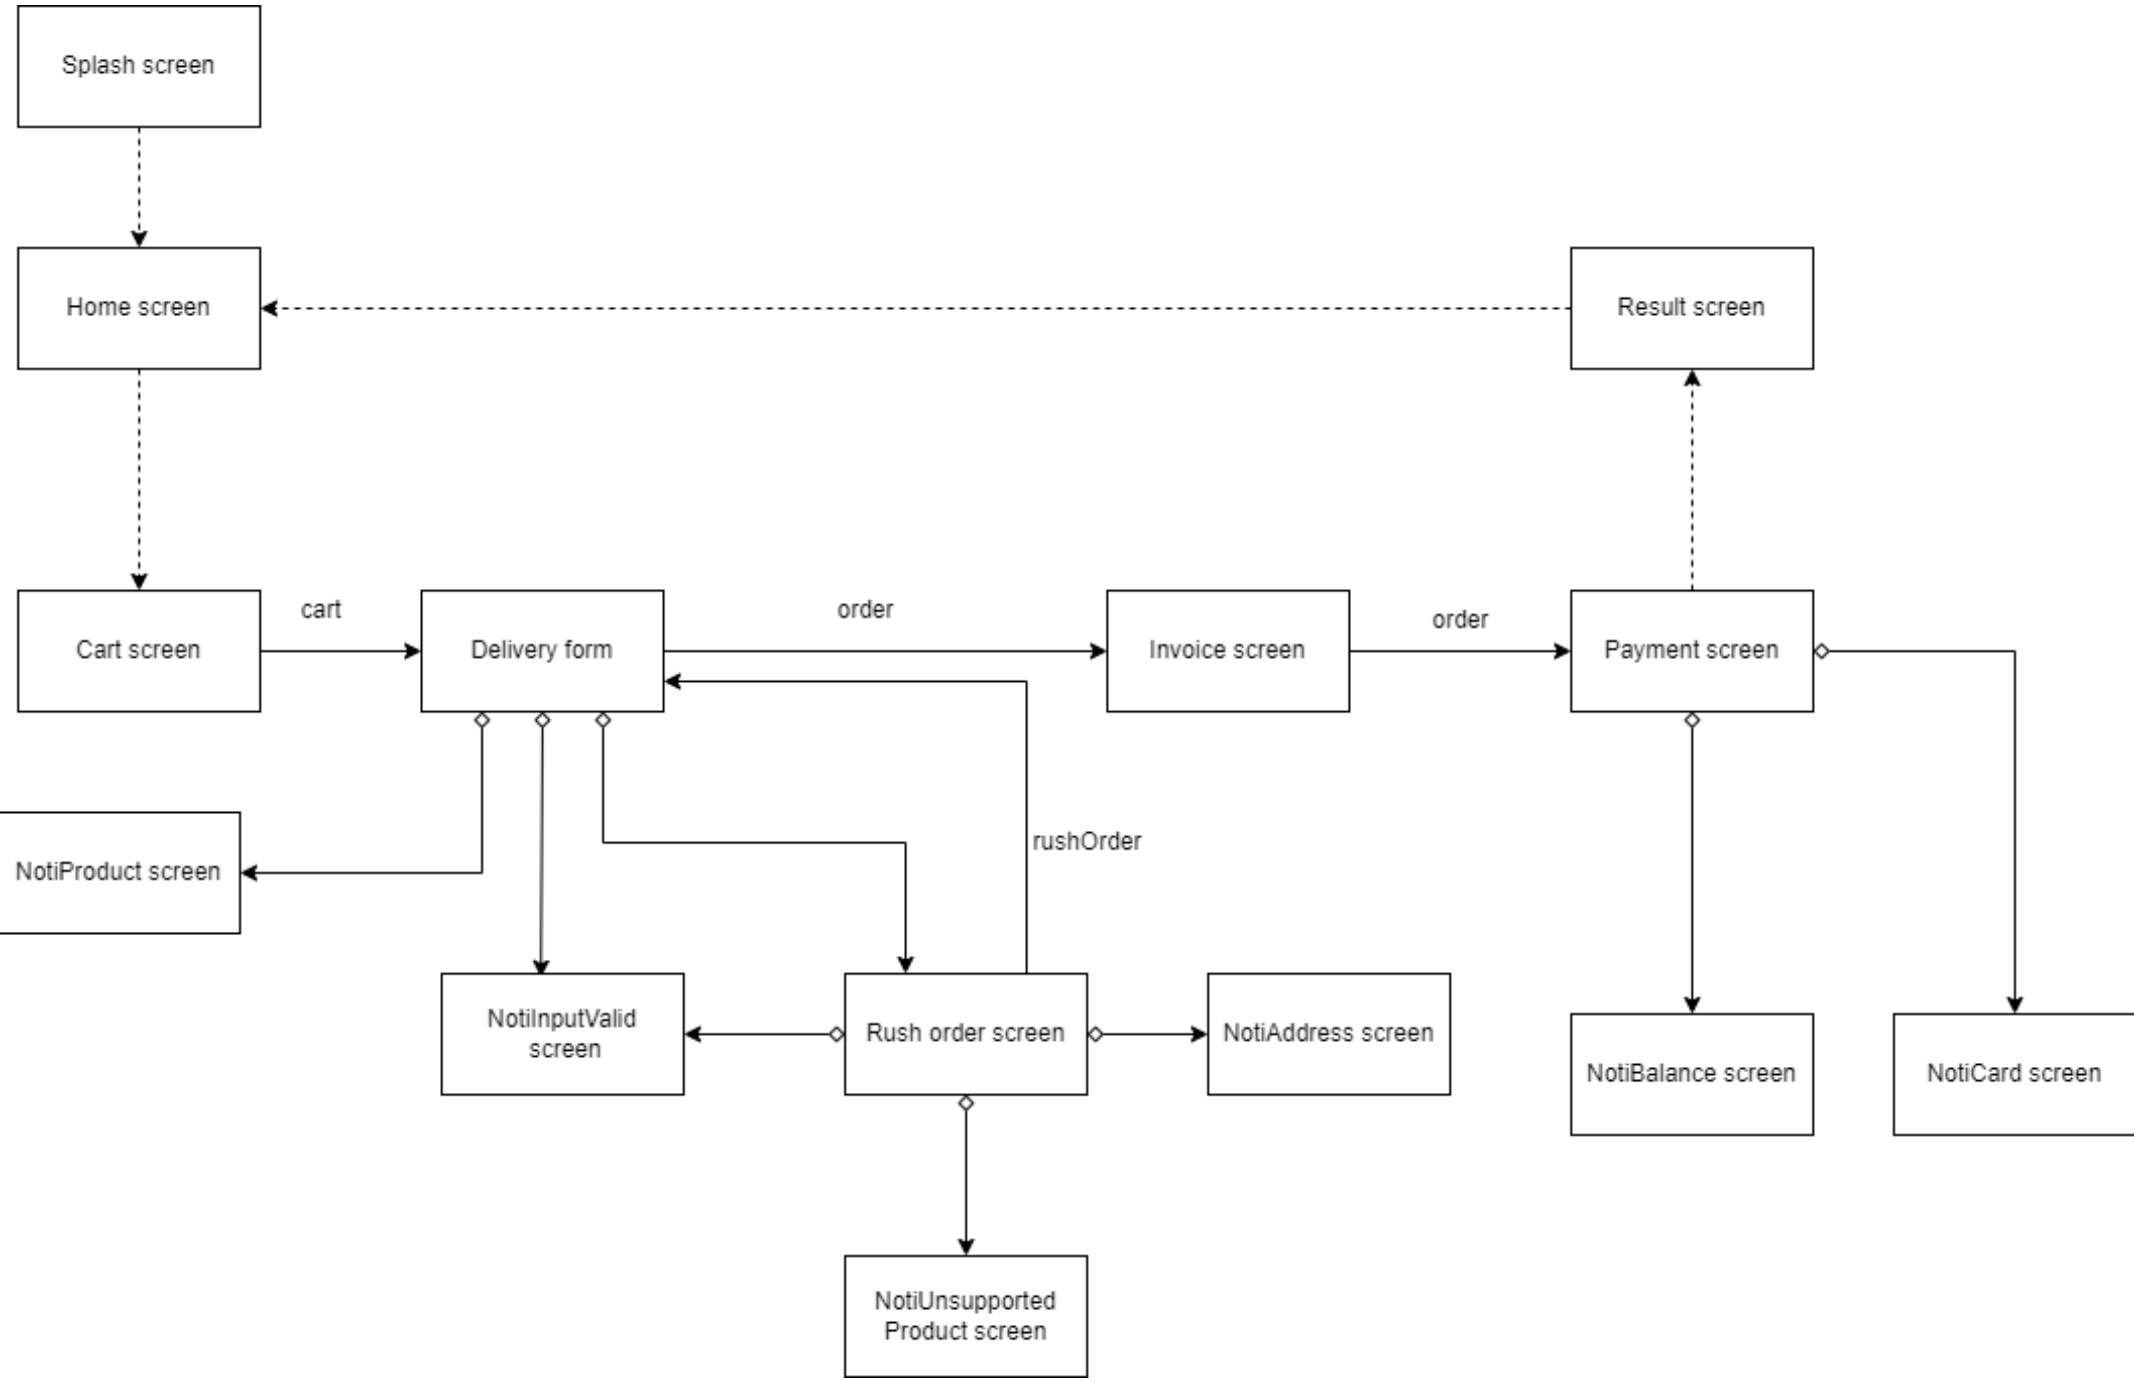 Splash screen
Home screen
Result screen
Cart screen
cart
Delivery form
order
Invoice screen
order
Payment screen
rushOrder
NotiProduct screen
NotiInputValid
screen
Rush order screen
NotiAddress screen
NotiBalance screen
NotiCard screen
NotiUnsupported
Product screen